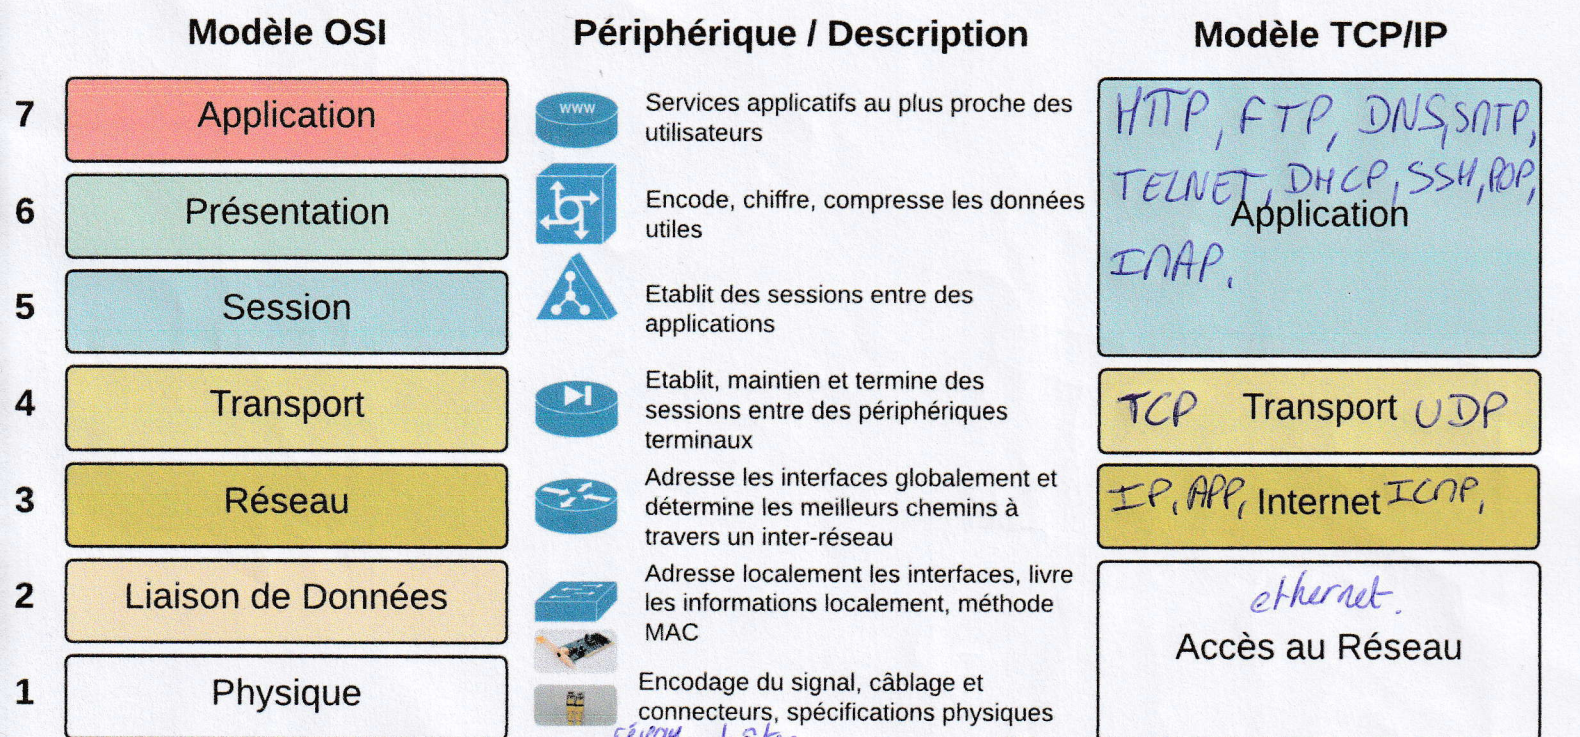 Modèle OSI
Périphérique / Description
Modèle TCP/IP
7
Application
www
Services applicatifs au plus proche des
utilisateurs
HTTP, FTP, DNS, SMTP,
TELNET, DHCP, SSH, POP,
IMAP.
Application
6
Présentation
Encode, chiffre, compresse les données
utiles
5
Session
Etablit des sessions entre des
applications
4
Transport
Etablit, maintien et termine des
sessions entre des périphériques
terminaux
TCP Transport UDP
3
Réseau
Adresse les interfaces globalement et
détermine les meilleurs chemins à
travers un inter-réseau
IP, APP, Internet ICMP,
2
Liaison de Données
Adresse localement les interfaces, livre
les informations localement, méthode
MAC
ethernet.
Accès au Réseau
1
Physique
Encodage du signal, câblage et
connecteurs, spécifications physiques